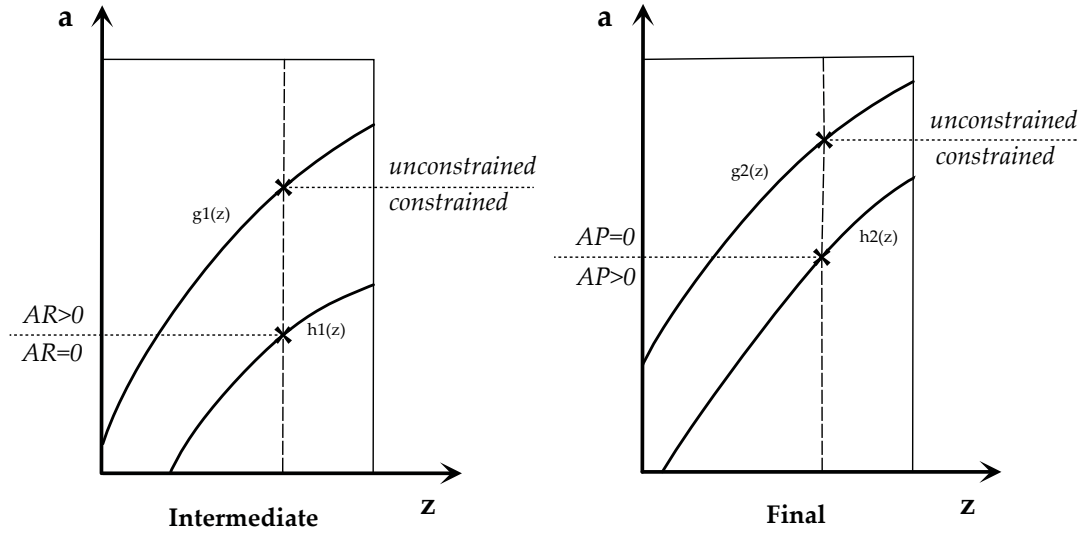 a
unconstrained
constrained
g1(z)
AR>0
AR=0
h1(z)
z
Intermediate
a
unconstrained
constrained
g2(z)
AP=0
AP>0
h2(z)
z
Final